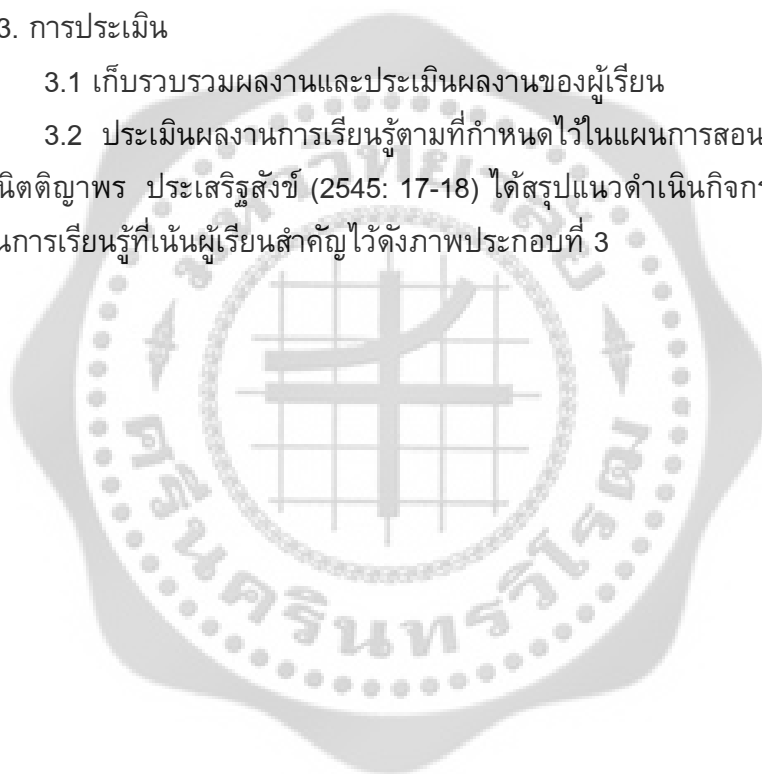 3. การประเมิน
3.1 เก็บรวบรวมผลงานและประเมินผลงานของผู้เรียน
3.2 ประเมินผลงานการเรียนรู้ตามที่กำหนดไว้ในแผนการสอน
นิตติญาพร ประเสริฐสังข์ (2545: 17-18) ได้สรุปแนวดำเนินกิจกร
นการเรียนรู้ที่เน้นผู้เรียนสำคัญไว้ดังภาพประกอบที่ 3
มหาวิทยาลัย
ศรีนครินทรวิโรฒ